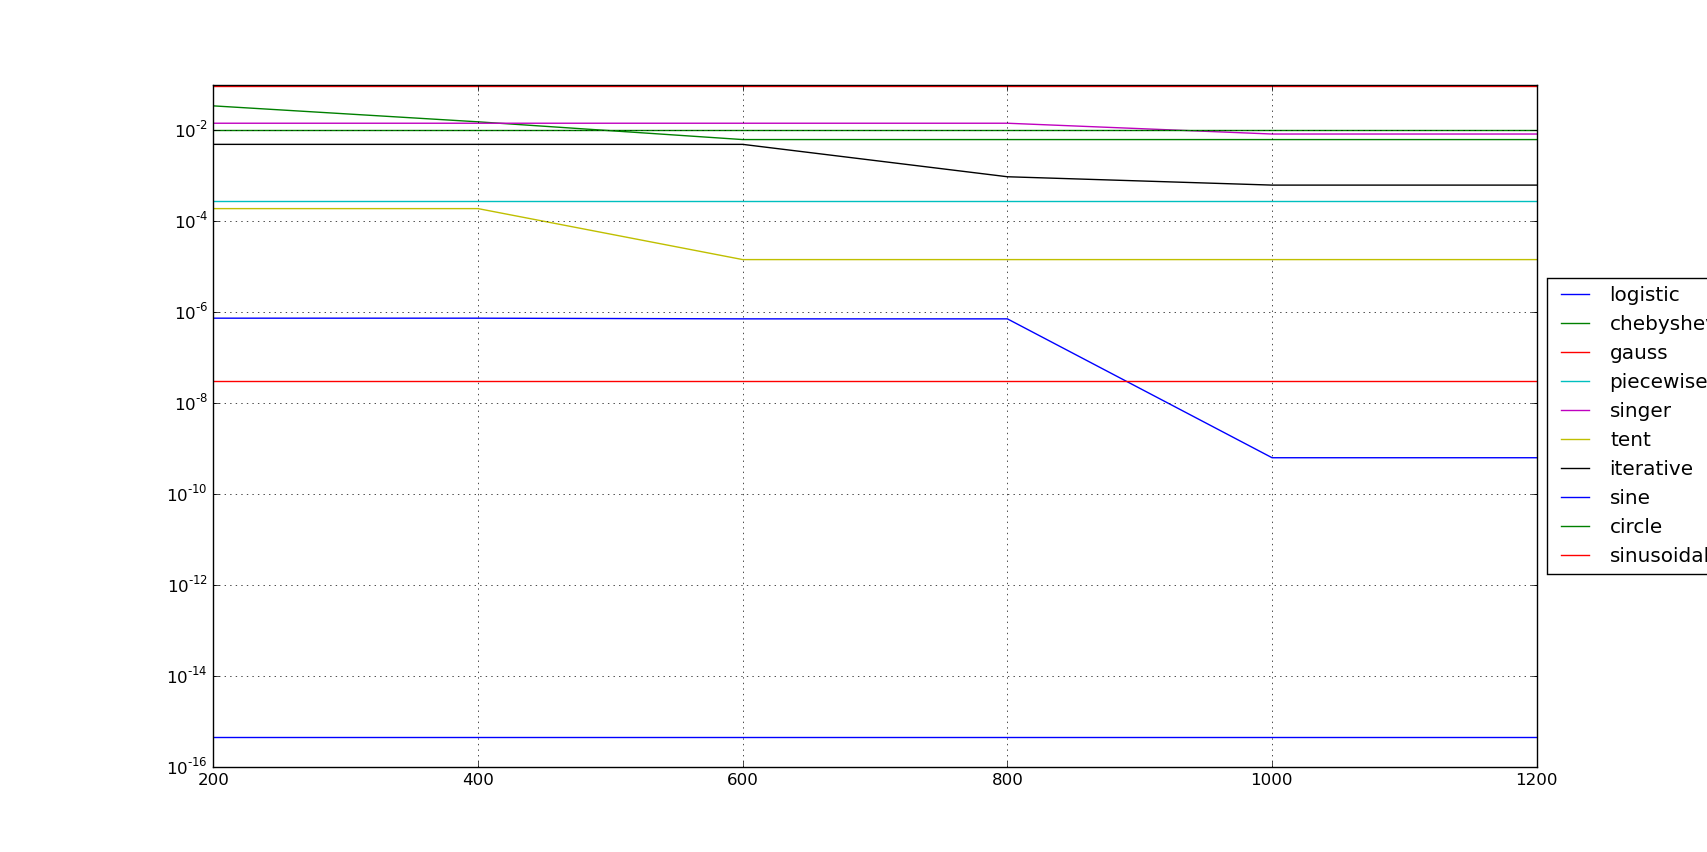 10^-2
10^-4
10^-6
10^-8
10^-10
10^-12
10^-14
10^-16
200 400 600 800 1000 1200
logistic
gauss
piecewise
singer
tent
iterative
sine
circle
sinusoidal